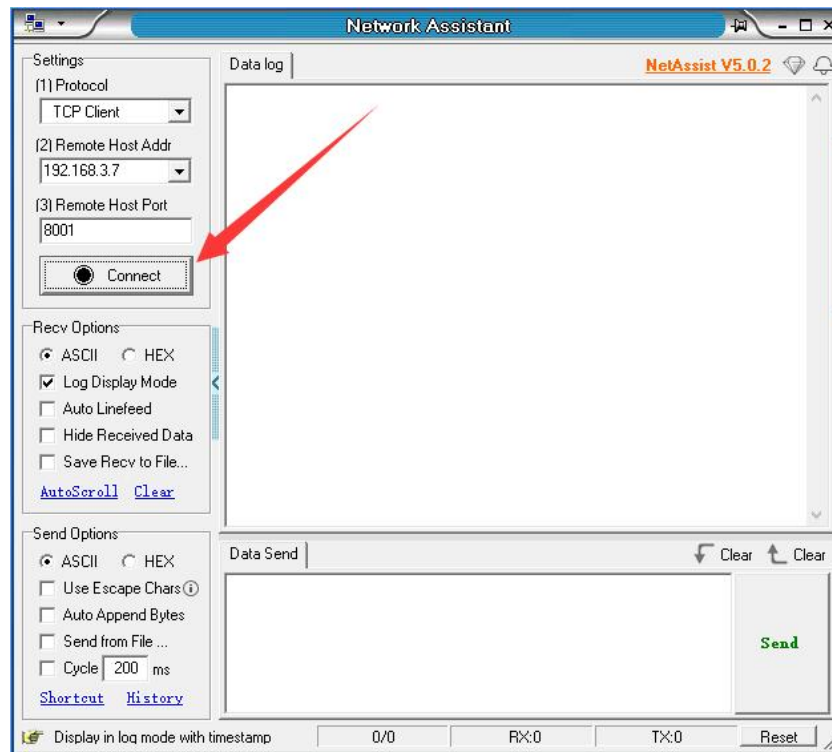 Network Assistant
Settings
(1) Protocol
TCP Client
(2) Remote Host Addr
192.168.3.7
(3) Remote Host Port
8001
Connect
Recv Options
ASCII HEX
Log Display Mode
Auto Linefeed
Hide Received Data
Save Recv to File...
AutoScroll Clear
Send Options
ASCII HEX
Use Escape Chars
Auto Append Bytes
Send from File ...
Cycle 200 ms
Shortcut History
Data log
NetAssist V5.0.2
Data Send
Clear Clear
Send
Display in log mode with timestamp 0/0 RX:0 TX:0 Reset